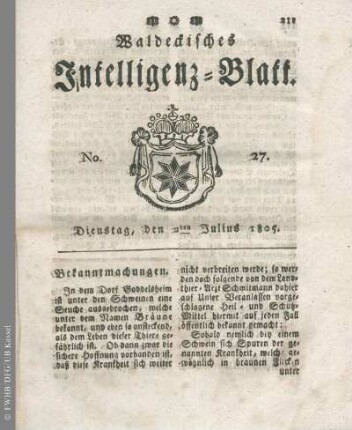 211
Waldeckisches
Intelligenz-Blatt.
No. 27.
Dienstag, den 2ten Julius 1805.
Bekanntmachungen.
In dem Dorf Goddelsheim
ist unter den Schweinen eine
Seuche ausgebrochen, welche
unter dem Namen Bräune
bekannt, und eben so ansteckend,
als dem Leben dieser Thiere ge-
fährlich ist. Ob dann zwar die
sichere Hoffnung vorhanden ist,
daß diese Krankheit sich weiter
nicht verbreiten werde; so wer-
den doch folgende von dem Land-
thier-Arzt Schmittmann dahier
auf Unser Veranlassen vorge-
schlagene Heil- und Schutz-
Mittel hiermit auf jeden Fall
öffentlich bekannt gemacht:
Sobald nemlich bey einem
Schwein sich Spuren der ge-
nannten Krankheit, welche ge-
wöhnlich in braunen Flecken
unter
© FWHB/DFG/UB Kassel